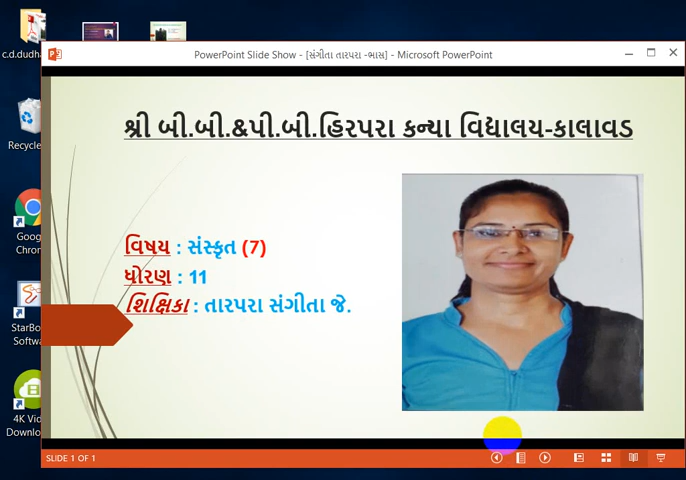 c.d.dudha
PowerPoint Slide Show - [સંગીતા તારપરા -ભાસ] - Microsoft PowerPoint
શ્રી બી.બી.&પી.બી.હિરપરા કન્યા વિદ્યાલય-કાલાવડ
Recycle
વિષય : સંસ્કૃત (7)
Goog
Chron
ધોરણ : 11
શિક્ષિકા : તારપરા સંગીતા જે.
StarBo
Softwa
4K Vid
Downlo
SLIDE 1 OF 1